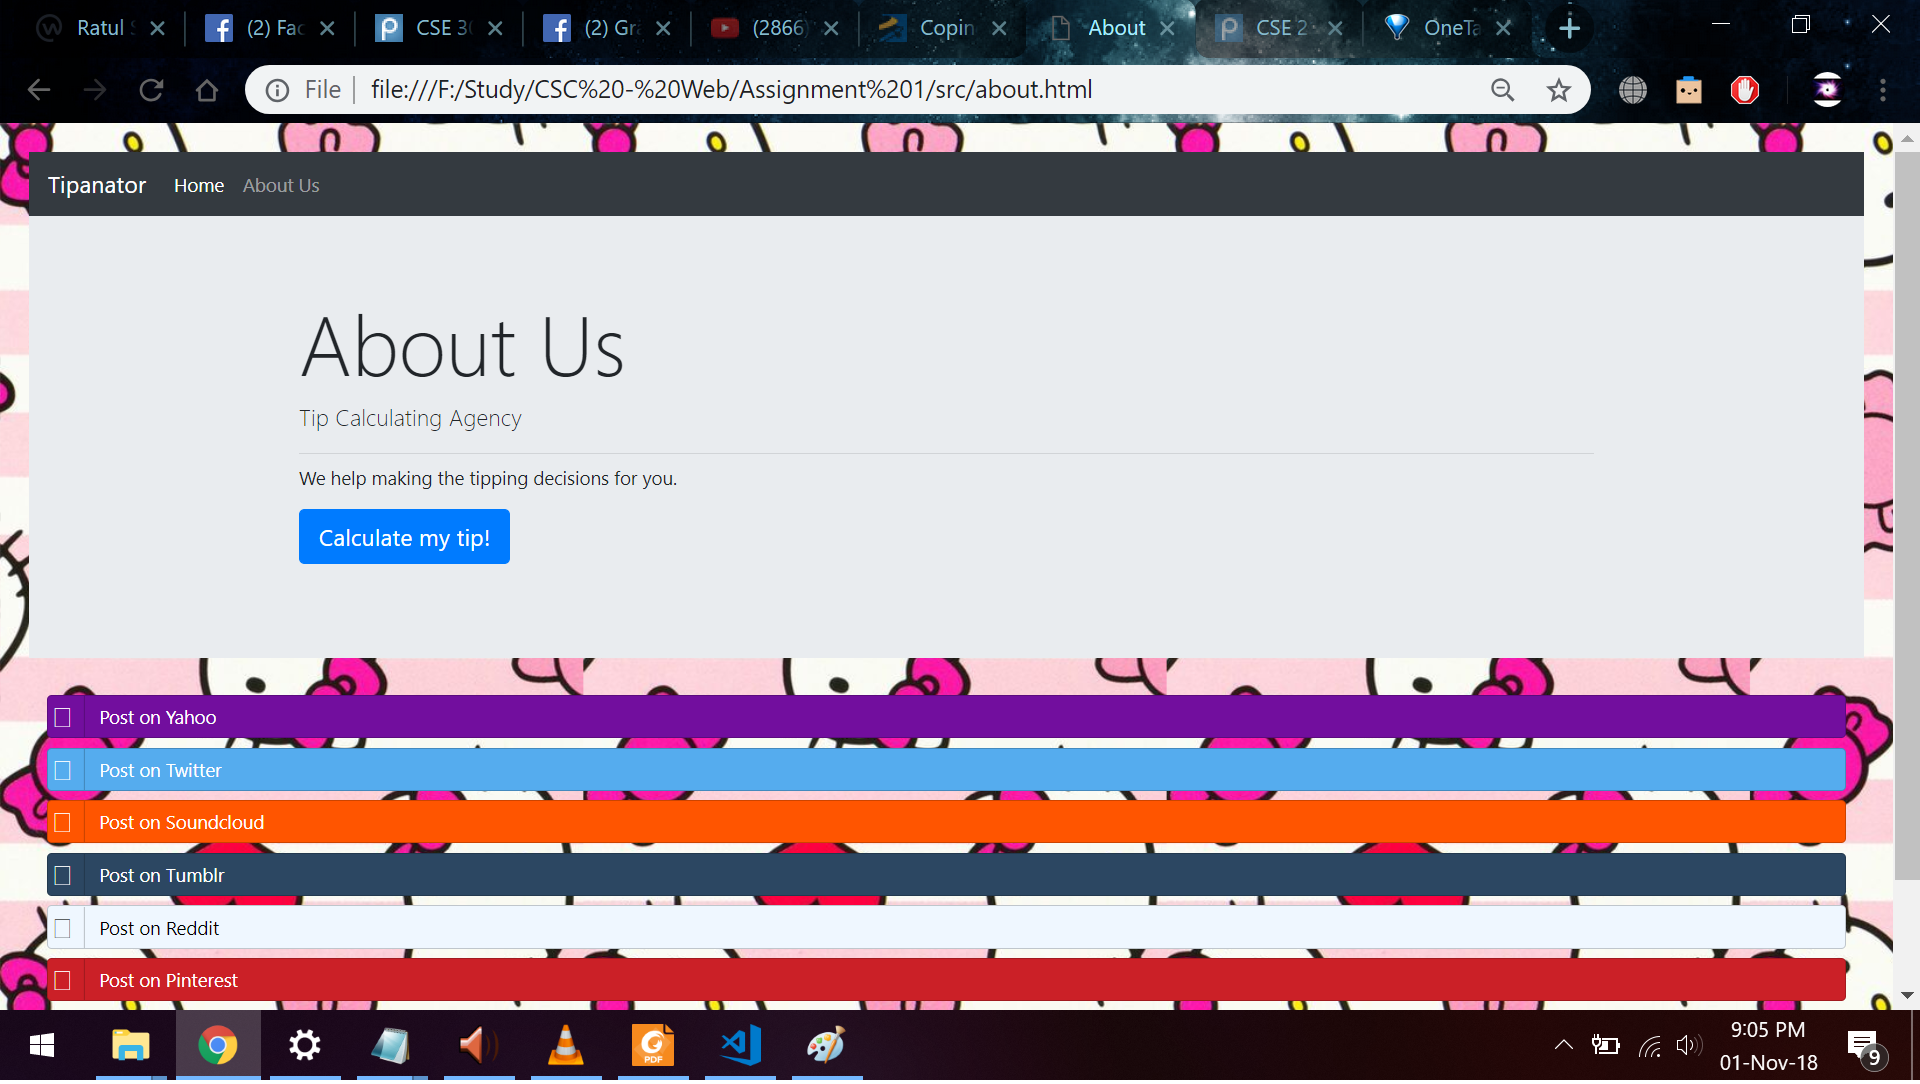 Ratul S
(2) Fac
CSE 30
(2) Gra
(2866)
Copin
About
CSE 2
OneTa
File
file:///F:/Study/CSC%20-%20Web/Assignment%201/src/about.html
Tipanator Home About Us
About Us
Tip Calculating Agency
We help making the tipping decisions for you.
Calculate my tip!
Post on Yahoo
Post on Twitter
Post on Soundcloud
Post on Tumblr
Post on Reddit
Post on Pinterest
PDF
9:05 PM
01-Nov-18
9